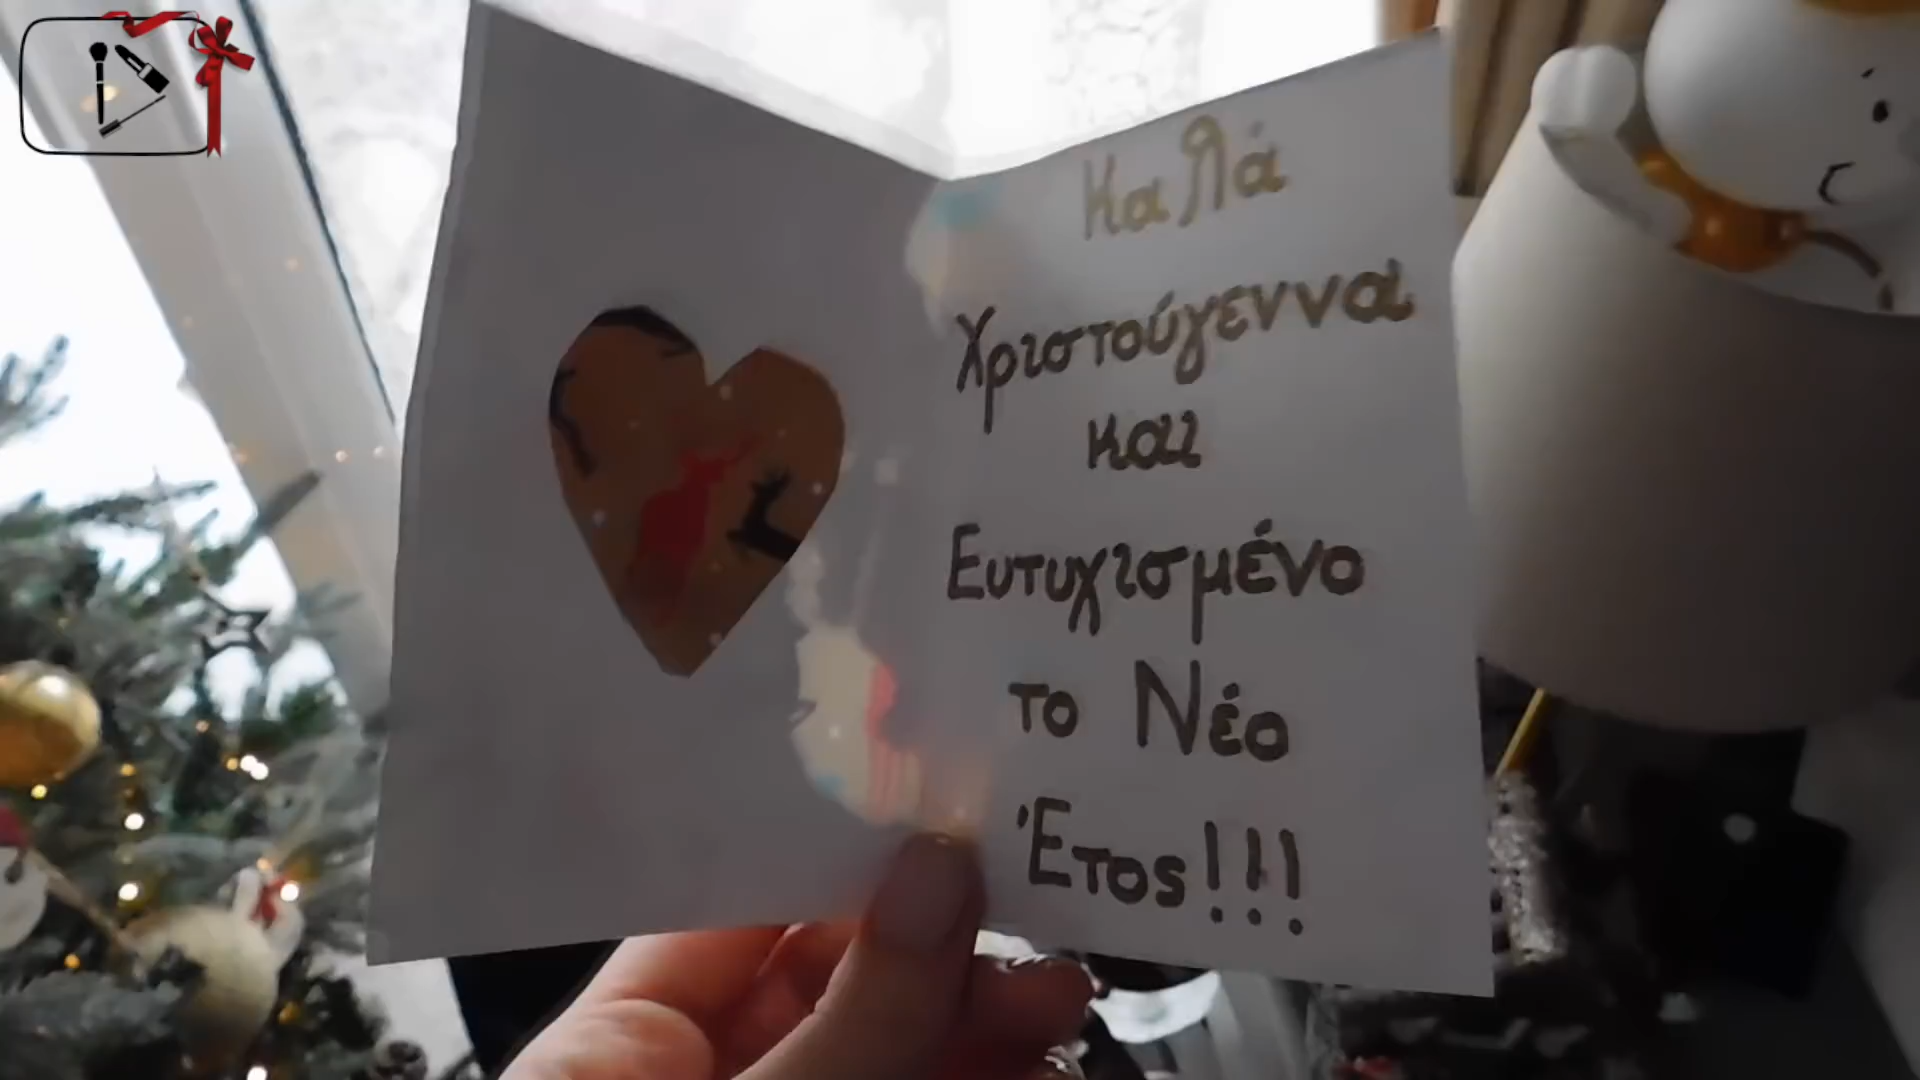 Καλά
Χριστούγεννα
και
Ευτυχισμένο
το Νέο
Έτος!!!